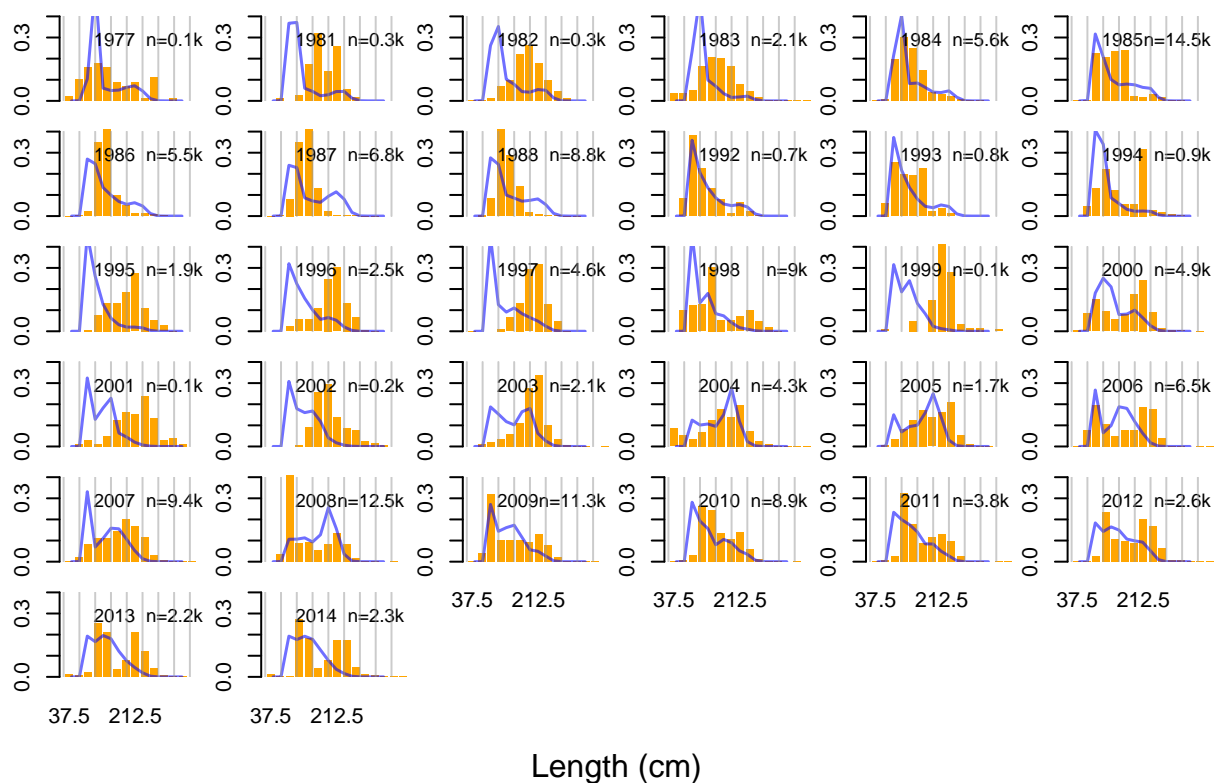 0.3 1977 n=0.1k 0.3 1981 n=0.3k 0.3 1982 n=0.3k 0.3 1983 n=2.1k 0.3 1984 n=5.6k 0.3 1985n=14.5k
0.0 0.0 0.0 0.0 0.0 0.0
0.3 1986 n=5.5k 0.3 1987 n=6.8k 0.3 1988 n=8.8k 0.3 1992 n=0.7k 0.3 1993 n=0.8k 0.3 1994 n=0.9k
0.0 0.0 0.0 0.0 0.0 0.0
0.3 1995 n=1.9k 0.3 1996 n=2.5k 0.3 1997 n=4.6k 0.3 1998 n=9k 0.3 1999 n=0.1k 0.3 2000 n=4.9k
0.0 0.0 0.0 0.0 0.0 0.0
0.3 2001 n=0.1k 0.3 2002 n=0.2k 0.3 2003 n=2.1k 0.3 2004 n=4.3k 0.3 2005 n=1.7k 0.3 2006 n=6.5k
0.0 0.0 0.0 0.0 0.0 0.0
0.3 2007 n=9.4k 0.3 2008n=12.5k 0.3 2009n=11.3k 0.3 2010 n=8.9k 0.3 2011 n=3.8k 0.3 2012 n=2.6k
0.0 0.0 0.0 0.0 0.0 0.0
37.5 212.5 37.5 212.5 37.5 212.5 37.5 212.5
0.3 2013 n=2.2k 0.3 2014 n=2.3k
0.0 0.0
37.5 212.5 37.5 212.5
Length (cm)